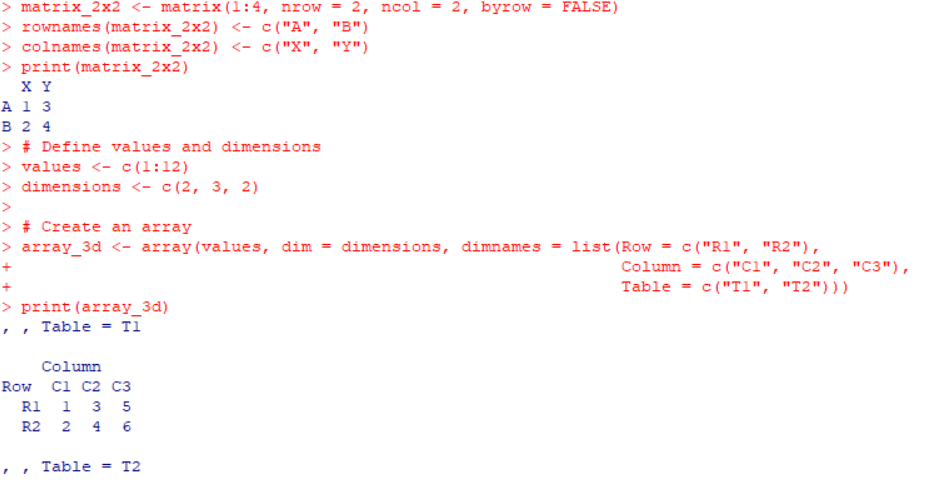 > matrix_2x2 <- matrix(1:4, nrow = 2, ncol = 2, byrow = FALSE)
> rownames(matrix_2x2) <- c("A", "B")
> colnames(matrix_2x2) <- c("X", "Y")
> print(matrix_2x2)
  X Y
A 1 3
B 2 4
> # Define values and dimensions
> values <- c(1:12)
> dimensions <- c(2, 3, 2)
>
> # Create an array
> array_3d <- array(values, dim = dimensions, dimnames = list(Row = c("R1", "R2"),
+                                                             Column = c("C1", "C2", "C3"),
+                                                             Table = c("T1", "T2")))
> print(array_3d)
, , Table = T1

    Column
Row  C1 C2 C3
  R1  1  3  5
  R2  2  4  6

, , Table = T2